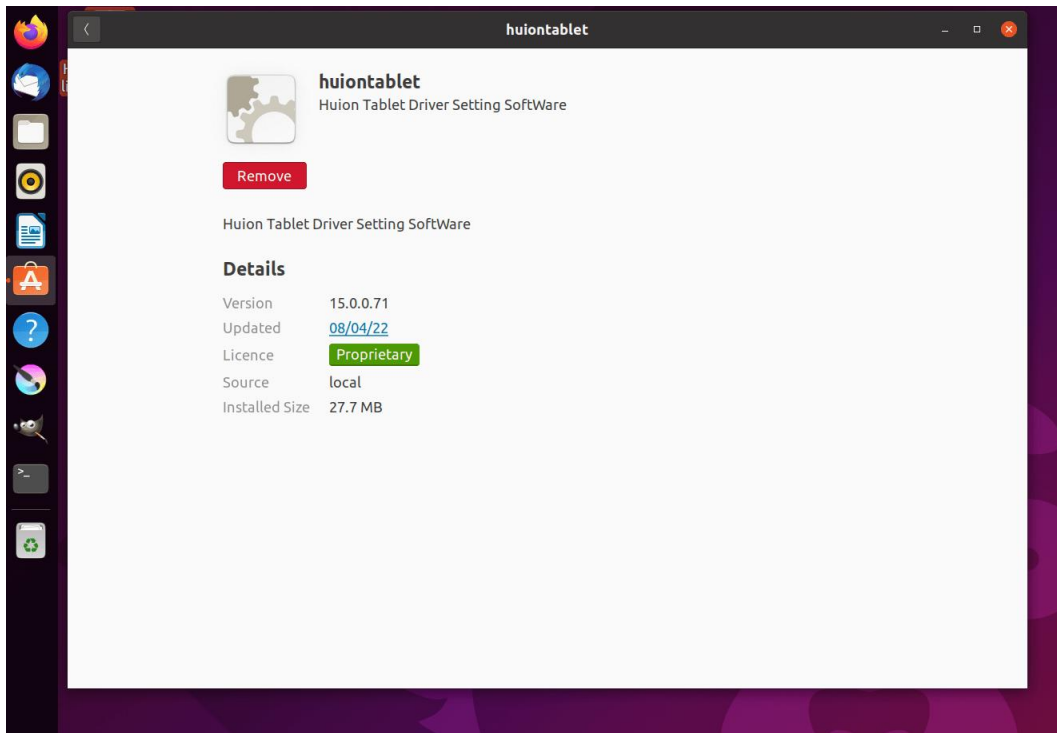 huiontablet
huiontablet
Huion Tablet Driver Setting SoftWare
Remove
Huion Tablet Driver Setting SoftWare
Details
Version 15.0.0.71
Updated 08/04/22
Licence Proprietary
Source local
Installed Size 27.7 MB